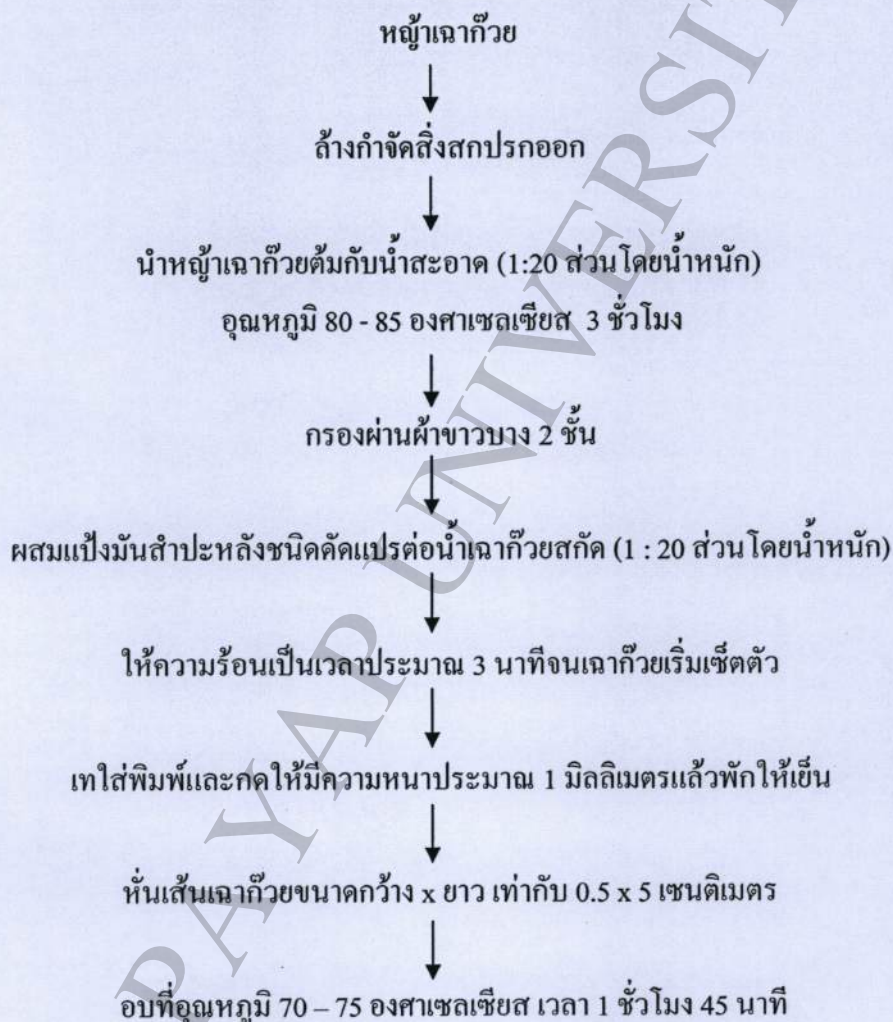 หญ้าเฉาก๊วย
ล้างกำจัดสิ่งสกปรกออก
นำหญ้าเฉาก๊วยต้มกับน้ำสะอาด (1:20 ส่วนโดยน้ำหนัก)
อุณหภูมิ 80 - 85 องศาเซลเซียส 3 ชั่วโมง
กรองผ่านผ้าขาวบาง 2 ชั้น
ผสมแป้งมันสำปะหลังชนิดดัดแปรต่อน้ำเฉาก๊วยสกัด (1 : 20 ส่วนโดยน้ำหนัก)
ให้ความร้อนเป็นเวลาประมาณ 3 นาทีจนเฉาก๊วยเริ่มเซ็ตตัว
เทใส่พิมพ์และกดให้มีความหนาประมาณ 1 มิลลิเมตรแล้วพักให้เย็น
หั่นเส้นเฉาก๊วยขนาดกว้าง x ยาว เท่ากับ 0.5 x 5 เซนติเมตร
อบที่อุณหภูมิ 70 – 75 องศาเซลเซียส เวลา 1 ชั่วโมง 45 นาที
PAYAP UNIVERSIT